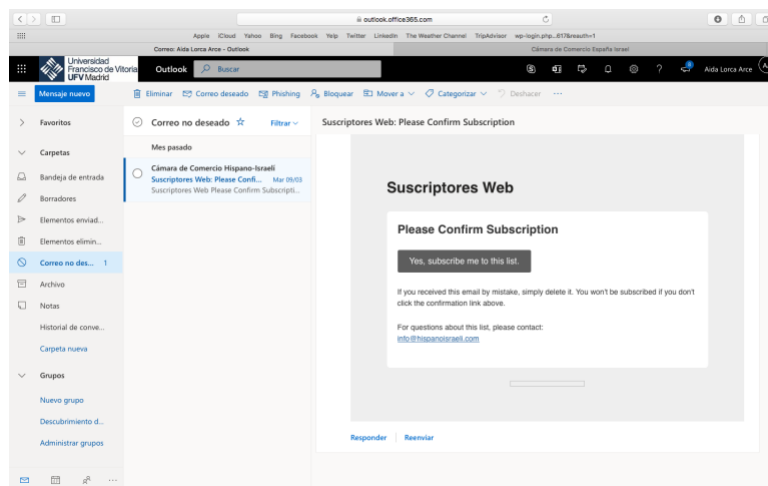 outlook.office365.com
Apple iCloud Yahoo Bing Facebook Yelp Twitter LinkedIn The Weather Channel TripAdvisor wp-login.php...617&reauth=1
Correo: Aida Lorca Arce - Outlook
Cámara de Comercio España Israel
Universidad
Francisco de Vitoria
UFV Madrid
Outlook
Buscar
Aida Lorca Arce
Mensaje nuevo
Eliminar Correo deseado Phishing Bloquear Mover a Categorizar Deshacer ...
Favoritos
Carpetas
Bandeja de entrada
Borradores
Elementos enviad...
Elementos elimin...
Correo no des... 1
Archivo
Notas
Historial de conve...
Carpeta nueva
Grupos
Nuevo grupo
Descubrimiento d...
Administrar grupos
Correo no deseado
Filtrar
Mes pasado
Cámara de Comercio Hispano-Israelí
Suscriptores Web: Please Confi... Mar 09/03
Suscriptores Web Please Confirm Subscripti...
Suscriptores Web: Please Confirm Subscription
Suscriptores Web
Please Confirm Subscription
Yes, subscribe me to this list.
If you received this email by mistake, simply delete it. You won't be subscribed if you don't
click the confirmation link above.
For questions about this list, please contact:
info@hispanoisraeli.com
Responder
Reenviar